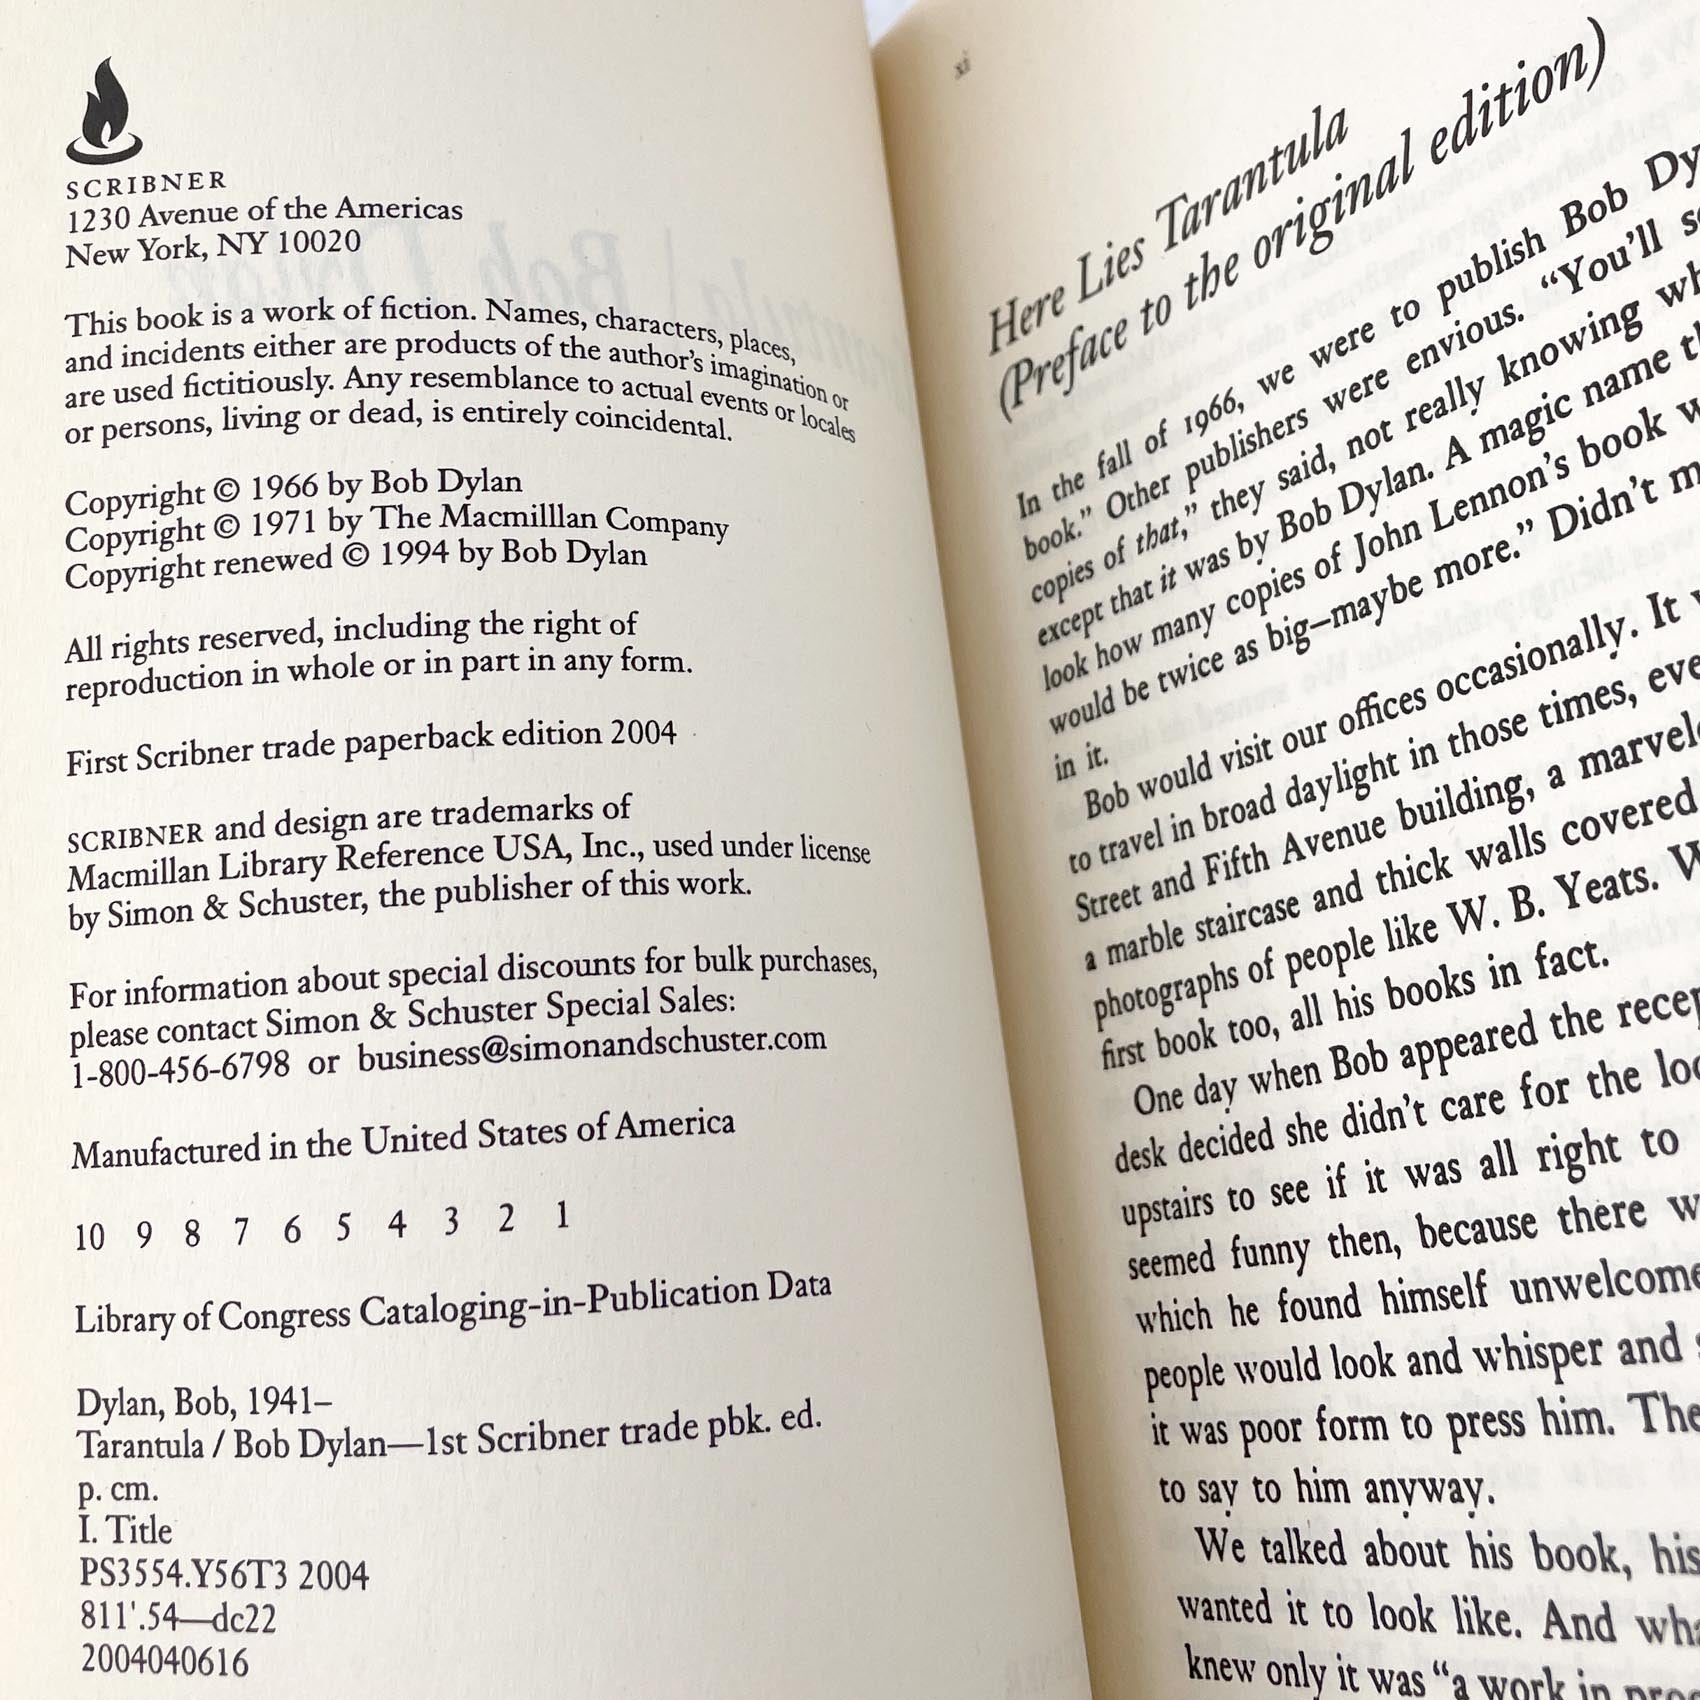 SCRIBNER
1230 Avenue of the Americas
New York, NY 10020
This book is a work of fiction. Names, characters, places,
and incidents either are products of the author's imagination or
are used fictitiously. Any resemblance to actual events or locales
or persons, living or dead, is entirely coincidental.
Copyright © 1966 by Bob Dylan
Copyright © 1971 by The Macmilllan Company
Copyright renewed © 1994 by Bob Dylan
All rights reserved, including the right of
reproduction in whole or in part in any form.
First Scribner trade paperback edition 2004
SCRIBNER and design are trademarks of
Macmillan Library Reference USA, Inc., used under license
by Simon & Schuster, the publisher of this work.
For information about special discounts for bulk purchases,
please contact Simon & Schuster Special Sales:
1-800-456-6798 or business@simonandschuster.com
Manufactured in the United States of America
10 9 8 7 6 5 4 3 2 1
Library of Congress Cataloging-in-Publication Data
Dylan, Bob, 1941–
Tarantula / Bob Dylan—1st Scribner trade pbk. ed.
p. cm.
I. Title
PS3554.Y56T3 2004
811'.54—dc22
2004040616
xi
Here Lies Tarantula
(Preface to the original edition)
In the fall of 1966, we were to publish Bob Dy
book.” Other publishers were envious. “You'll s
copies of that,” they said, not really knowing wh
except that it was by Bob Dylan. A magic name t
look how many copies of John Lennon's book w
would be twice as big—maybe more.” Didn't m
in it.
Bob would visit our offices occasionally. It
to travel in broad daylight in those times, eve
Street and Fifth Avenue building, a marvel
a marble staircase and thick walls covered
photographs of people like W. B. Yeats. W
first book too, all his books in fact.
One day when Bob appeared the recep
desk decided she didn't care for the loo
upstairs to see if it was all right to
seemed funny then, because there w
which he found himself unwelcome
people would look and whisper and
it was poor form to press him. The
to say to him anyway.
We talked about his book, his
wanted it to look like. And wha
knew only it was “a work in prog